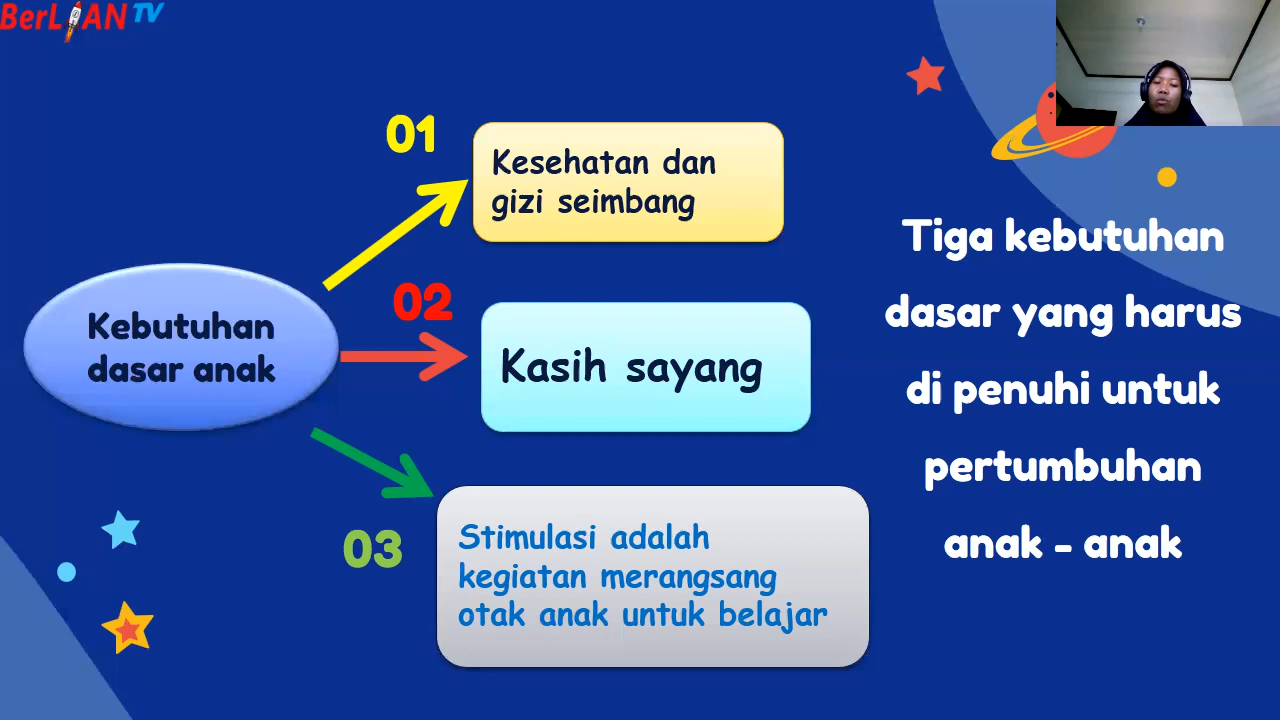 BerLIAN TV
01
Kesehatan dan
gizi seimbang
Kebutuhan
dasar anak
02
Kasih sayang
03
Stimulasi adalah
kegiatan merangsang
otak anak untuk belajar
Tiga kebutuhan
dasar yang harus
di penuhi untuk
pertumbuhan
anak - anak